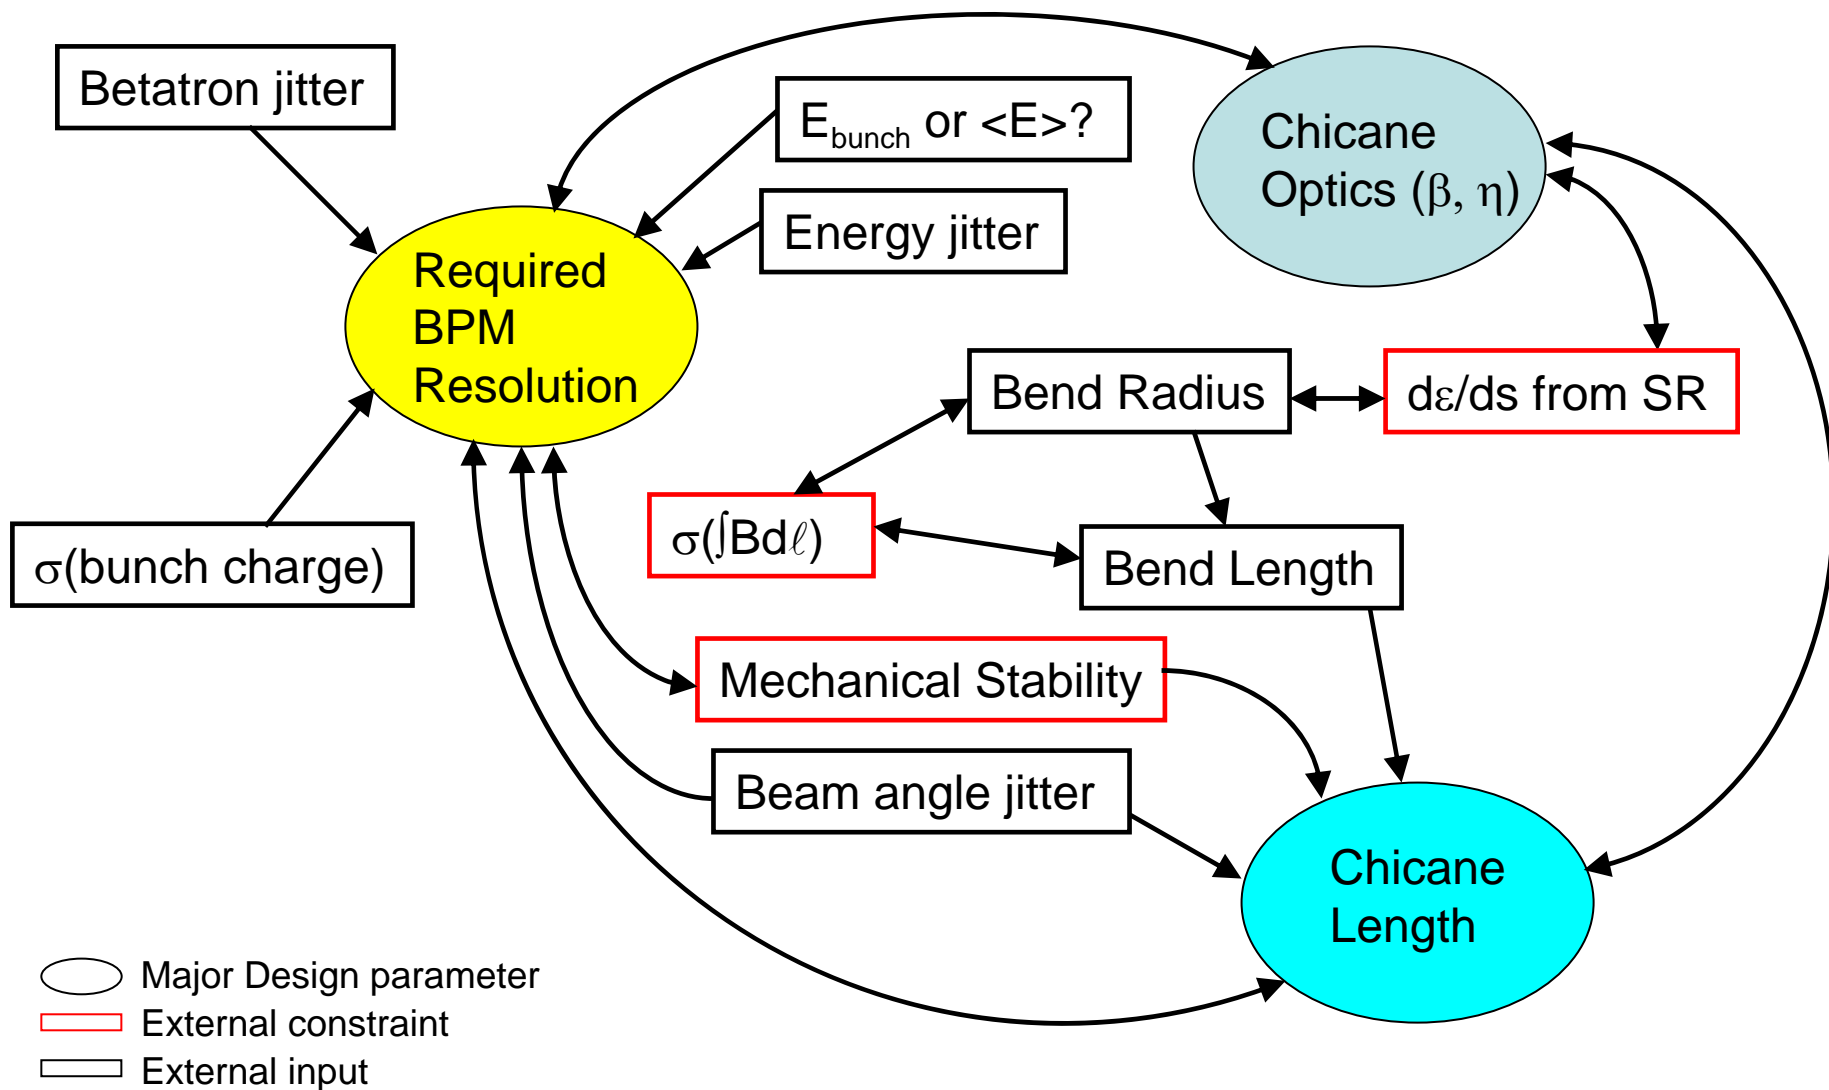 Betatron jitter
E_bunch or <E>?
Energy jitter
Chicane
Optics (β, η)
Required
BPM
Resolution
Bend Radius
dε/ds from SR
σ(∫Bdℓ)
σ(bunch charge)
Bend Length
Mechanical Stability
Beam angle jitter
Chicane
Length
Major Design parameter
External constraint
External input